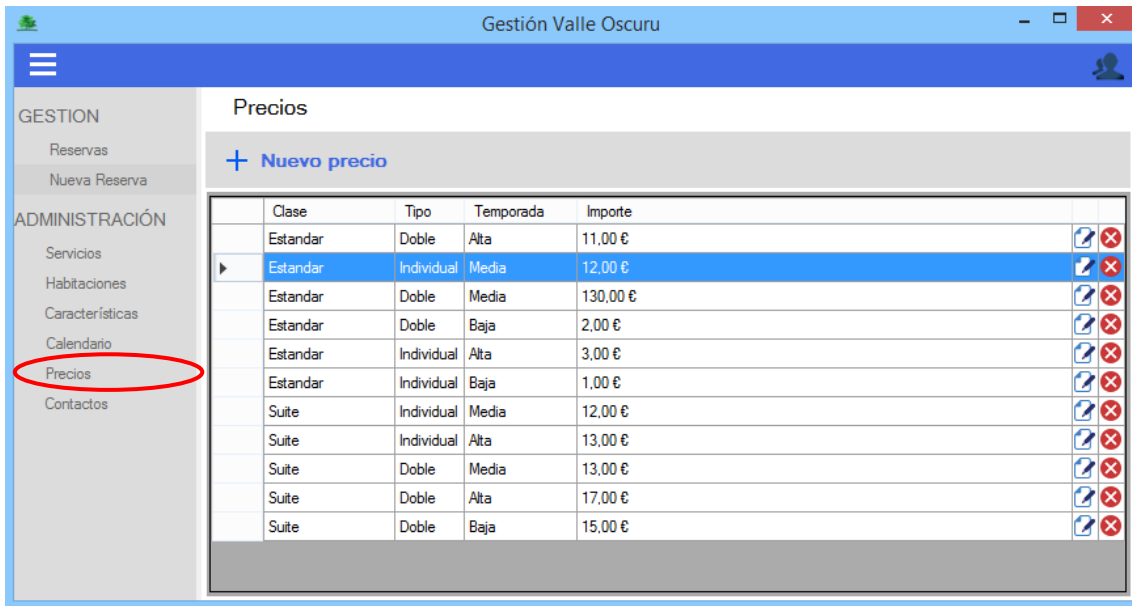 Gestión Valle Oscuru
GESTION
Reservas
Nueva Reserva
ADMINISTRACIÓN
Servicios
Habitaciones
Características
Calendario
Precios
Contactos
Precios
+ Nuevo precio
Clase Tipo Temporada Importe
Estandar Doble Alta 11,00 €
Estandar Individual Media 12,00 €
Estandar Doble Media 130,00 €
Estandar Doble Baja 2,00 €
Estandar Individual Alta 3,00 €
Estandar Individual Baja 1,00 €
Suite Individual Media 12,00 €
Suite Individual Alta 13,00 €
Suite Doble Media 13,00 €
Suite Doble Alta 17,00 €
Suite Doble Baja 15,00 €